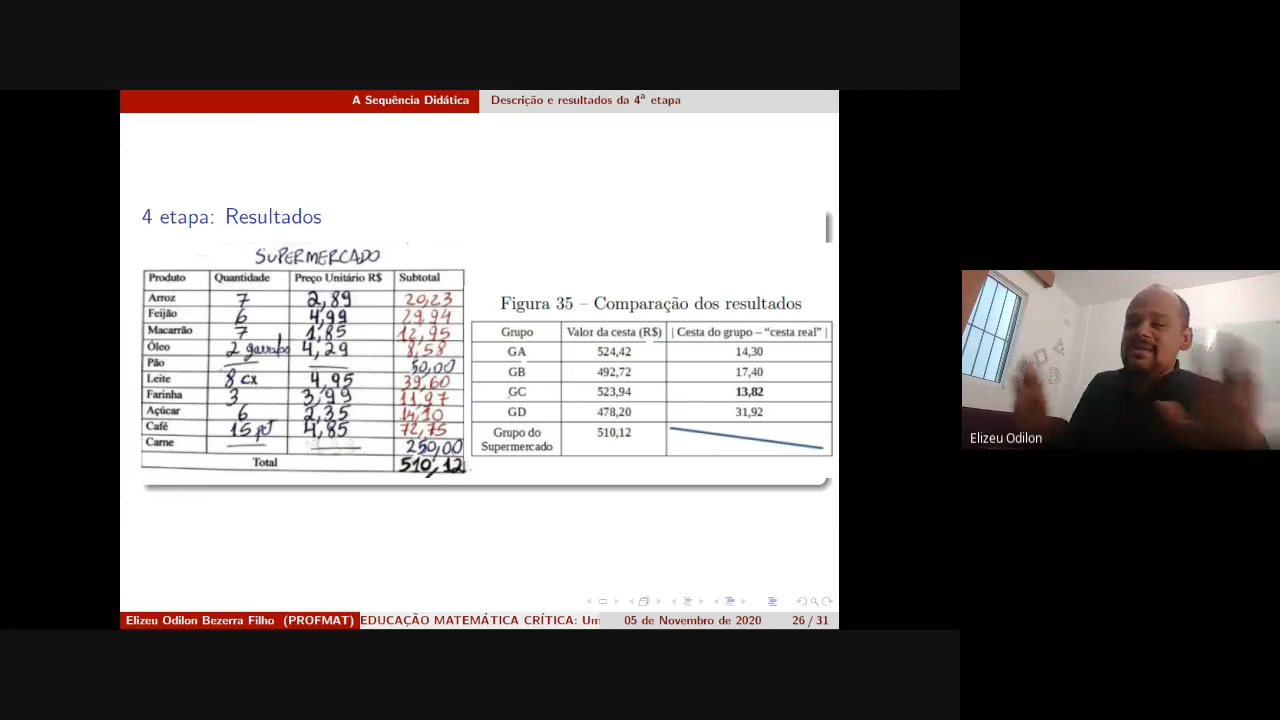 A Sequência Didática Descrição e resultados da 4ª etapa
4 etapa: Resultados
SUPERMERCADO
Produto Quantidade Preço Unitário R$ Subtotal
Arroz 7 2,89 20,23
Feijão 6 4,99 29,94
Macarrão 7 1,85 12,95
Óleo 2 garrafas 4,29 8,58
Pão 50,00
Leite 8 cx 4,95 39,60
Farinha 3 3,99 11,97
Açúcar 6 2,35 14,10
Café 15 4,85 72,75
Carne 250,00
Total 510,12
Figura 35 – Comparação dos resultados
Grupo Valor da cesta (R$) | Cesta do grupo – “cesta real” |
GA 524,42 14,30
GB 492,72 17,40
GC 523,94 13,82
GD 478,20 31,92
Grupo do Supermercado 510,12
Elizeu Odilon Bezerra Filho (PROFMAT) EDUCAÇÃO MATEMÁTICA CRÍTICA: Um 05 de Novembro de 2020 26 / 31
Elizeu Odilon